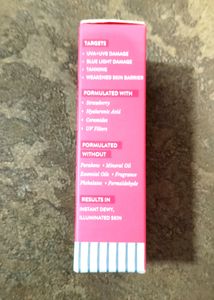 TARGETS
• UVA+UVB DAMAGE
• BLUE LIGHT DAMAGE
• TANNING
• WEAKENED SKIN BARRIER
FORMULATED WITH
• Strawberry
• Hyaluronic Acid
• Ceramides
• UV Filters
FORMULATED
WITHOUT
Parabens • Mineral Oil
Essential Oils • Fragrance
Phthalates • Formaldehyde
RESULTS IN
INSTANT DEWY,
ILLUMINATED SKIN